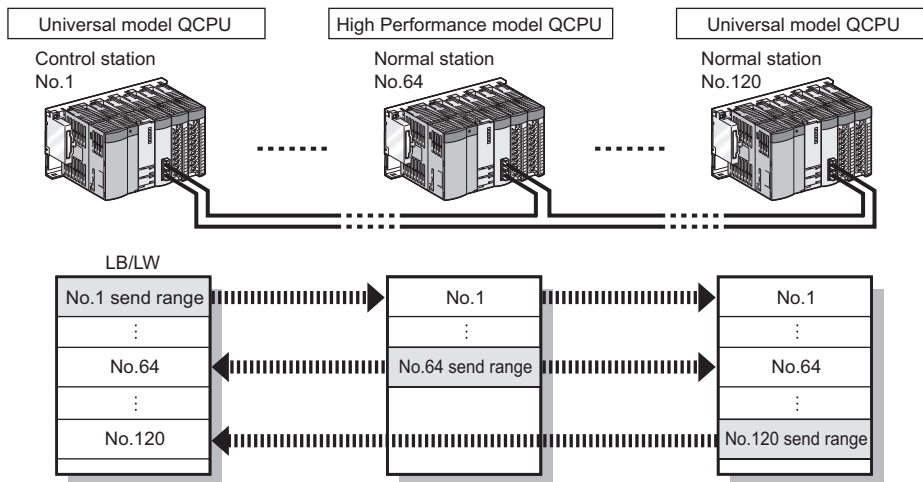 Universal model QCPU
High Performance model QCPU
Universal model QCPU
Control station
No.1
Normal station
No.64
Normal station
No.120
LB/LW
No.1 send range
No.1
No.1
No.64
No.64 send range
No.64
No.120
No.120 send range